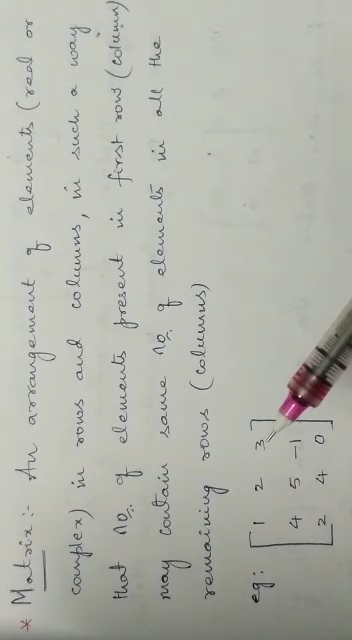 * Matrix :- An arrangement of elements (real or
complex) in rows and columns, in such a way
that no. of elements present in first row (column)
may contain same no. of elements in all the
remaining rows (columns)
eg: [ 1 2 3
4 5 -1
2 4 0 ]